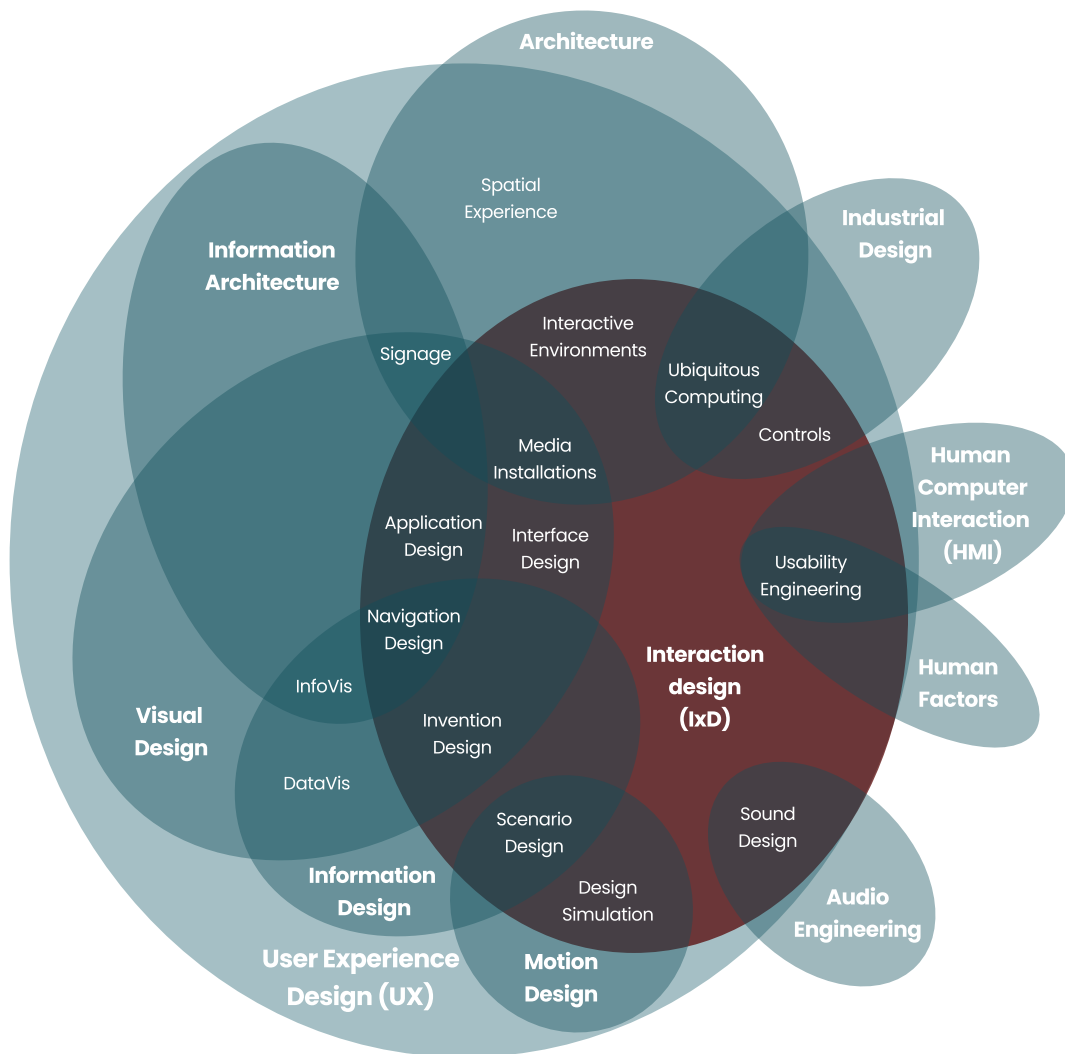 Architecture
Spatial
Experience
Industrial
Design
Information
Architecture
Interactive
Environments
Signage
Ubiquitous
Computing
Controls
Media
Installations
Human
Computer
Interaction
(HMI)
Application
Design
Interface
Design
Usability
Engineering
Navigation
Design
Interaction
design
(IxD)
Human
Factors
InfoVis
Visual
Design
Invention
Design
DataVis
Scenario
Design
Sound
Design
Information
Design
Design
Simulation
Audio
Engineering
User Experience
Design (UX)
Motion
Design